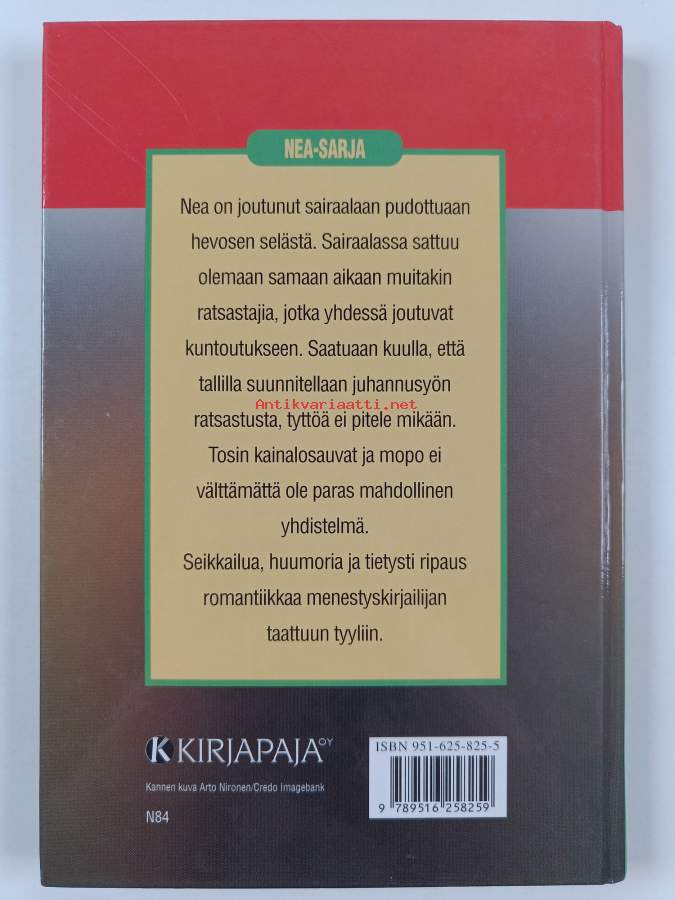 NEA-SARJA
Nea on joutunut sairaalaan pudottuaan
hevosen selästä. Sairaalassa sattuu
olemaan samaan aikaan muitakin
ratsastajia, jotka yhdessä joutuvat
kuntoutukseen. Saatuaan kuulla, että
tallilla suunnitellaan juhannusyön
Antikvariaatti.net
ratsastusta, tyttöä ei pitele mikään.
Tosin kainalosauvat ja mopo ei
välttämättä ole paras mahdollinen
yhdistelmä.
Seikkailua, huumoria ja tietysti ripaus
romantiikkaa menestyskirjailijan
taattuun tyyliin.
K KIRJAPAJA OY
Kannen kuva Arto Nironen/Credo Imagebank
N84
ISBN 951-625-825-5
9 789516 258259